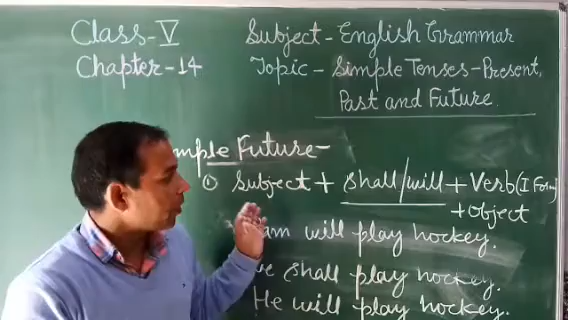 Class-V
Chapter-14
Subject-English Grammar
Topic-Simple Tenses-Present,
Past and Future.
mple Future-
① Subject + Shall/will + Verb(I Form)
+ Object
am will play hockey.
we shall play hockey.
He will play hockey.